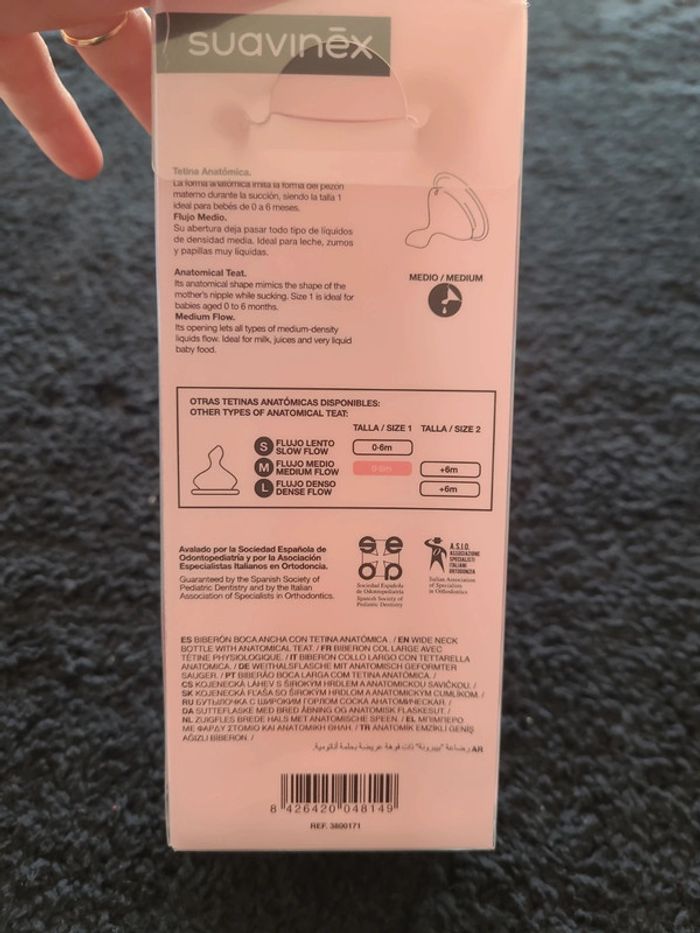 suavinēx
Tetina Anatómica.
La forma anatómica imita la forma del pezón
materno durante la succión, siendo la talla 1
ideal para bebés de 0 a 6 meses.
Flujo Medio.
Su abertura deja pasar todo tipo de líquidos
de densidad media. Ideal para leche, zumos
y papillas muy líquidas.
Anatomical Teat.
Its anatomical shape mimics the shape of the
mother's nipple while sucking. Size 1 is ideal for
babies aged 0 to 6 months.
Medium Flow.
Its opening lets all types of medium-density
liquids flow. Ideal for milk, juices and very liquid
baby food.
MEDIO / MEDIUM
OTRAS TETINAS ANATÓMICAS DISPONIBLES:
OTHER TYPES OF ANATOMICAL TEAT:
TALLA / SIZE 1 TALLA / SIZE 2
S FLUJO LENTO
SLOW FLOW 0-6m
M FLUJO MEDIO
MEDIUM FLOW 0-6m +6m
L FLUJO DENSO
DENSE FLOW +6m
Avalado por la Sociedad Española de
Odontopediatría y por la Asociación
Especialistas Italianos en Ortodoncia.
Guaranteed by the Spanish Society of
Pediatric Dentistry and by the Italian
Association of Specialists in Orthodontics.
Sociedad Española
de Odontopediatría
Spanish Society of
Pediatric Dentistry
A.S.I.O.
ASSOCIAZIONE
SPECIALISTI
ITALIANI
ORTODONZIA
Italian Association
of Specialists
in Orthodontics
ES BIBERÓN BOCA ANCHA CON TETINA ANATÓMICA. / EN WIDE NECK
BOTTLE WITH ANATOMICAL TEAT. / FR BIBERON COL LARGE AVEC
TÉTINE PHYSIOLOGIQUE. / IT BIBERON COLLO LARGO CON TETTARELLA
ANATOMICA. / DE WEITHALSFLASCHE MIT ANATOMISCH GEFORMTER
SAUGER. / PT BIBERÃO BOCA LARGA COM TETINA ANATÓMICA. /
CS KOJENECKÁ LÁHEV S ŠIROKÝM HRDLEM A ANATOMICKOU SAVIČKOU. /
SK KOJENECKÁ FĽAŠA SO ŠIROKÝM HRDLOM A ANATOMICKÝM CUMLÍKOM. /
RU БУТЫЛОЧКА С ШИРОКИМ ГОРЛОМ СОСКА АНАТОМИЧЕСКАЯ. /
DA SUTTEFLASKE MED BRED ÅBNING OG ANATOMISK FLASKESUT. /
NL ZUIGFLES BREDE HALS MET ANATOMISCHE SPEEN. / EL ΜΠΙΜΠΕΡΟ
ΜΕ ΦΑΡΔΥ ΣΤΟΜΙΟ ΚΑΙ ΑΝΑΤΟΜΙΚΗ ΘΗΛΗ. / TR ANATOMİK EMZİKLİ GENİŞ
AĞIZLI BİBERON. /
AR رضاعة "بيبرونة" ذات فوهة عريضة بحلمة أناتومية.
8 426420 048149
REF. 3800171